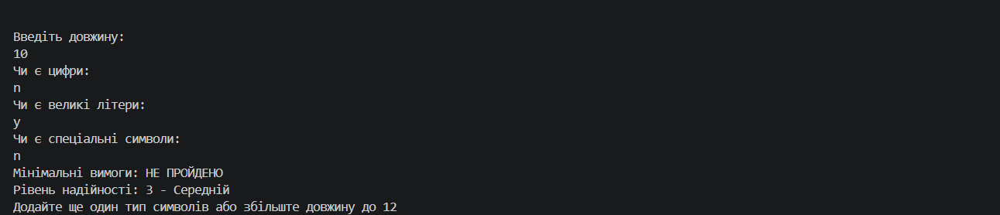 Введіть довжину:
10
Чи є цифри:
n
Чи є великі літери:
y
Чи є спеціальні символи:
n
Мінімальні вимоги: НЕ ПРОЙДЕНО
Рівень надійності: 3 - Середній
Додайте ще один тип символів або збільште довжину до 12